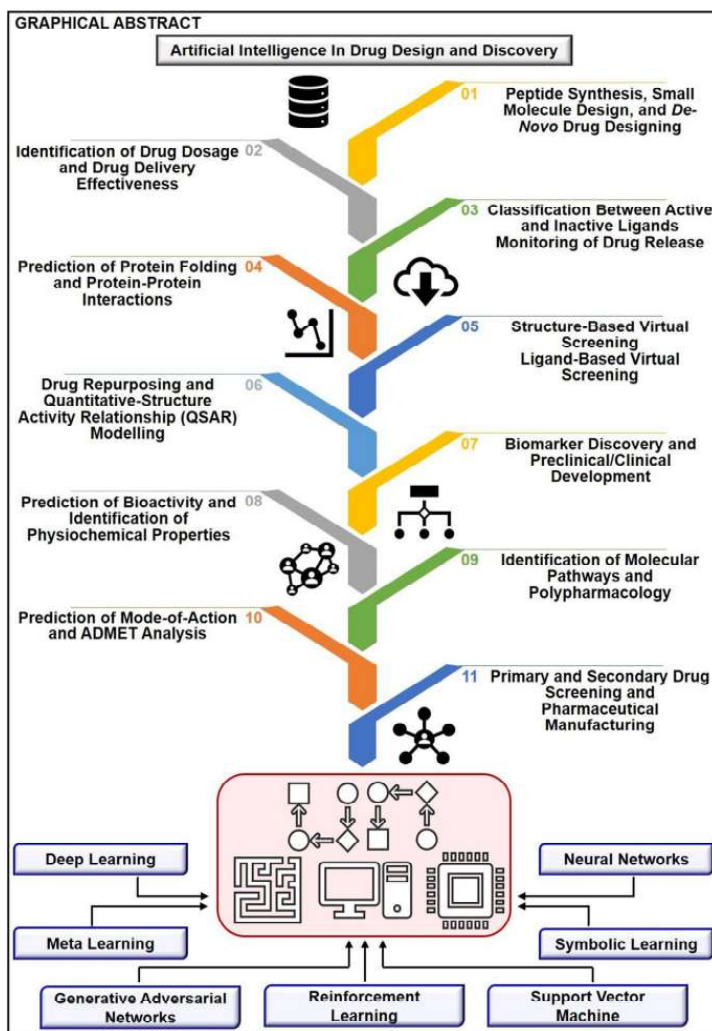 GRAPHICAL ABSTRACT
Artificial Intelligence In Drug Design and Discovery
01 Peptide Synthesis, Small
Molecule Design, and De-
Novo Drug Designing
Identification of Drug Dosage 02
and Drug Delivery
Effectiveness
03 Classification Between Active
and Inactive Ligands
Monitoring of Drug Release
Prediction of Protein Folding 04
and Protein-Protein
Interactions
05 Structure-Based Virtual
Screening
Ligand-Based Virtual
Screening
Drug Repurposing and 06
Quantitative-Structure
Activity Relationship (QSAR)
Modelling
07 Biomarker Discovery and
Preclinical/Clinical
Development
Prediction of Bioactivity and 08
Identification of
Physiochemical Properties
09 Identification of Molecular
Pathways and
Polypharmacology
Prediction of Mode-of-Action 10
and ADMET Analysis
11 Primary and Secondary Drug
Screening and
Pharmaceutical
Manufacturing
Deep Learning
Neural Networks
Meta Learning
Symbolic Learning
Generative Adversarial
Networks
Reinforcement
Learning
Support Vector
Machine